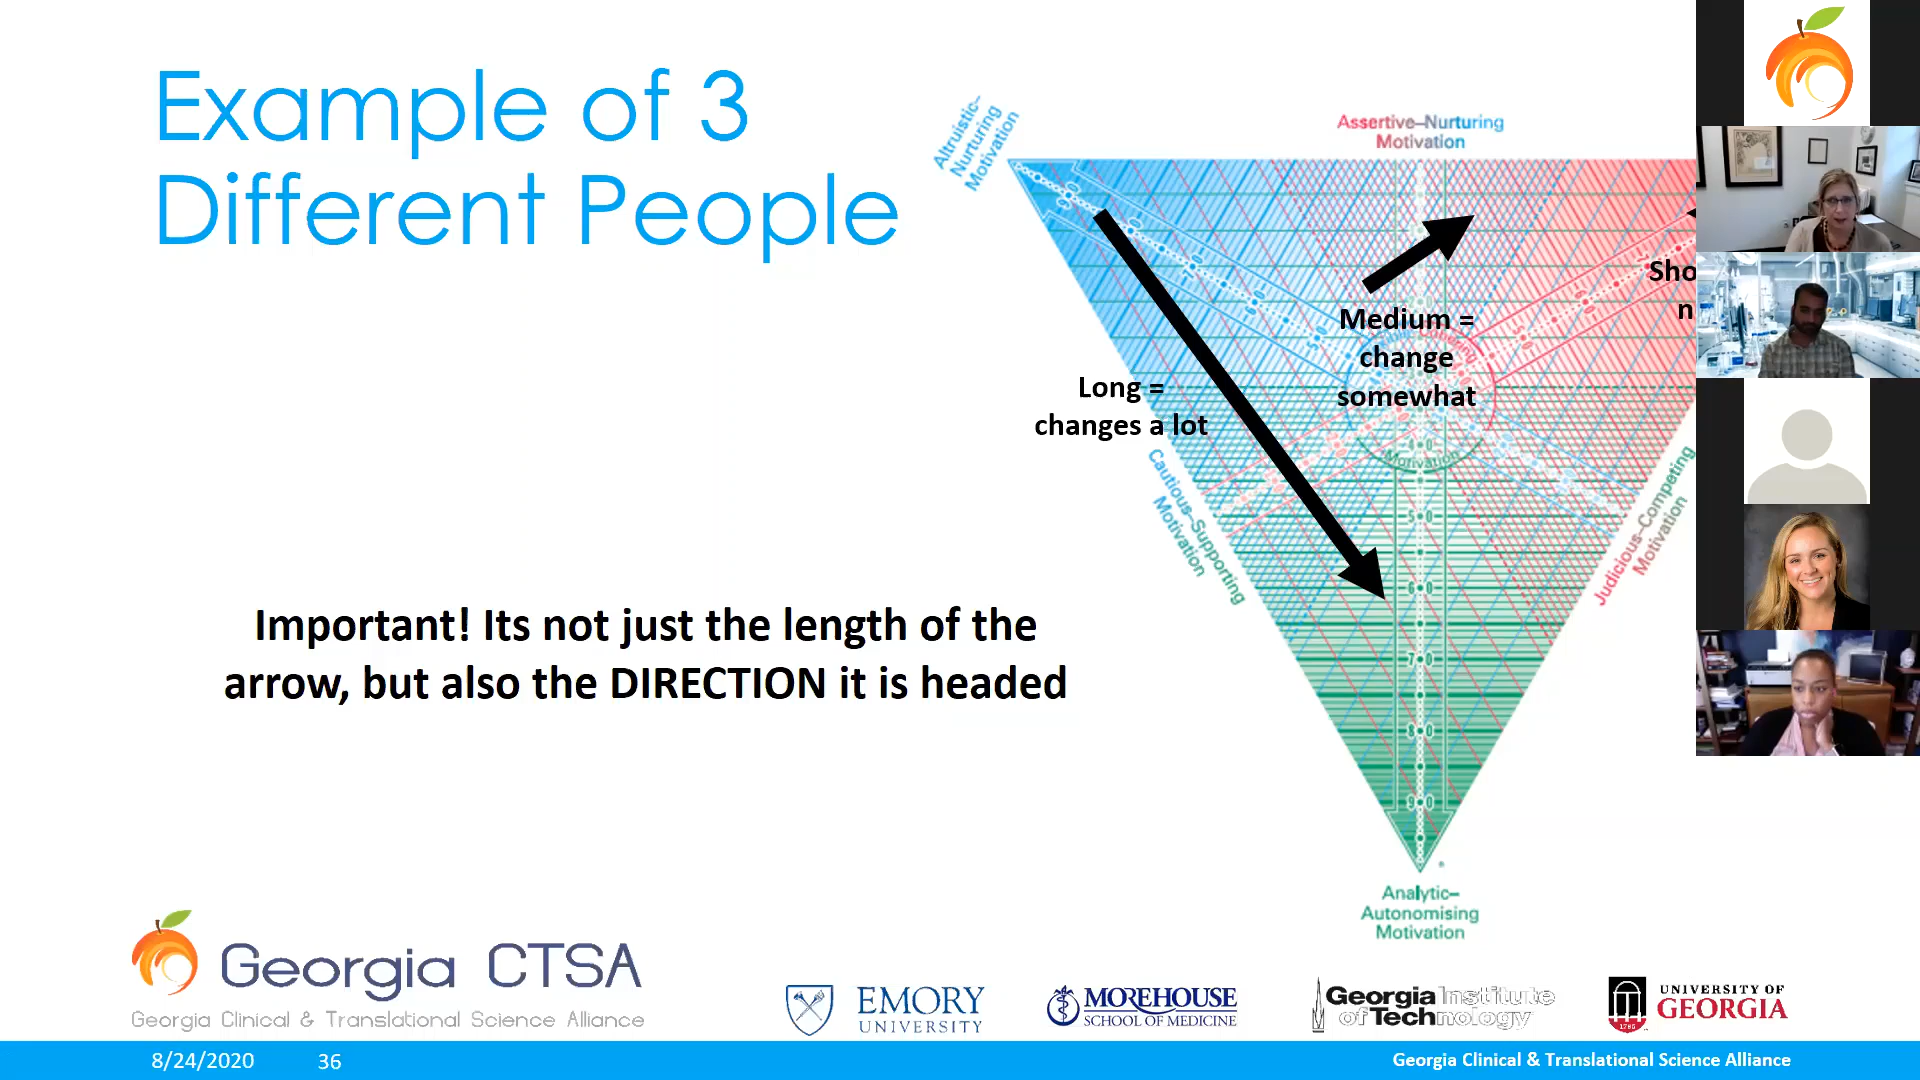 Example of 3
Different People
Altruistic–
Nurturing
Motivation
Assertive–Nurturing
Motivation
Sho
n
Medium =
change
somewhat
Long =
changes a lot
Motivation
Cautious–Supporting
Motivation
Judicious–Competing
Motivation
Important! Its not just the length of the
arrow, but also the DIRECTION it is headed
Analytic–
Autonomising
Motivation
Georgia CTSA
Georgia Clinical & Translational Science Alliance
EMORY
UNIVERSITY
MOREHOUSE
SCHOOL OF MEDICINE
Georgia Institute
of Technology
1785
UNIVERSITY OF
GEORGIA
8/24/2020
36
Georgia Clinical & Translational Science Alliance